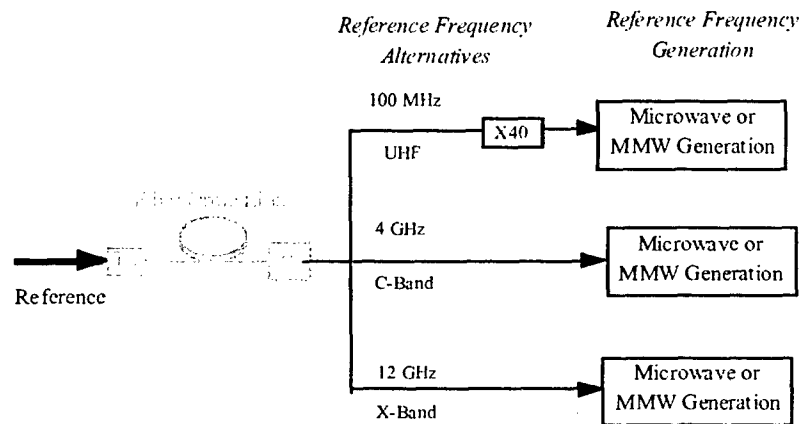 Reference Frequency
Alternatives
Reference Frequency
Generation
100 MHz
UHF
X40
Microwave or
MMW Generation
4 GHz
C-Band
Microwave or
MMW Generation
Reference
12 GHz
X-Band
Microwave or
MMW Generation